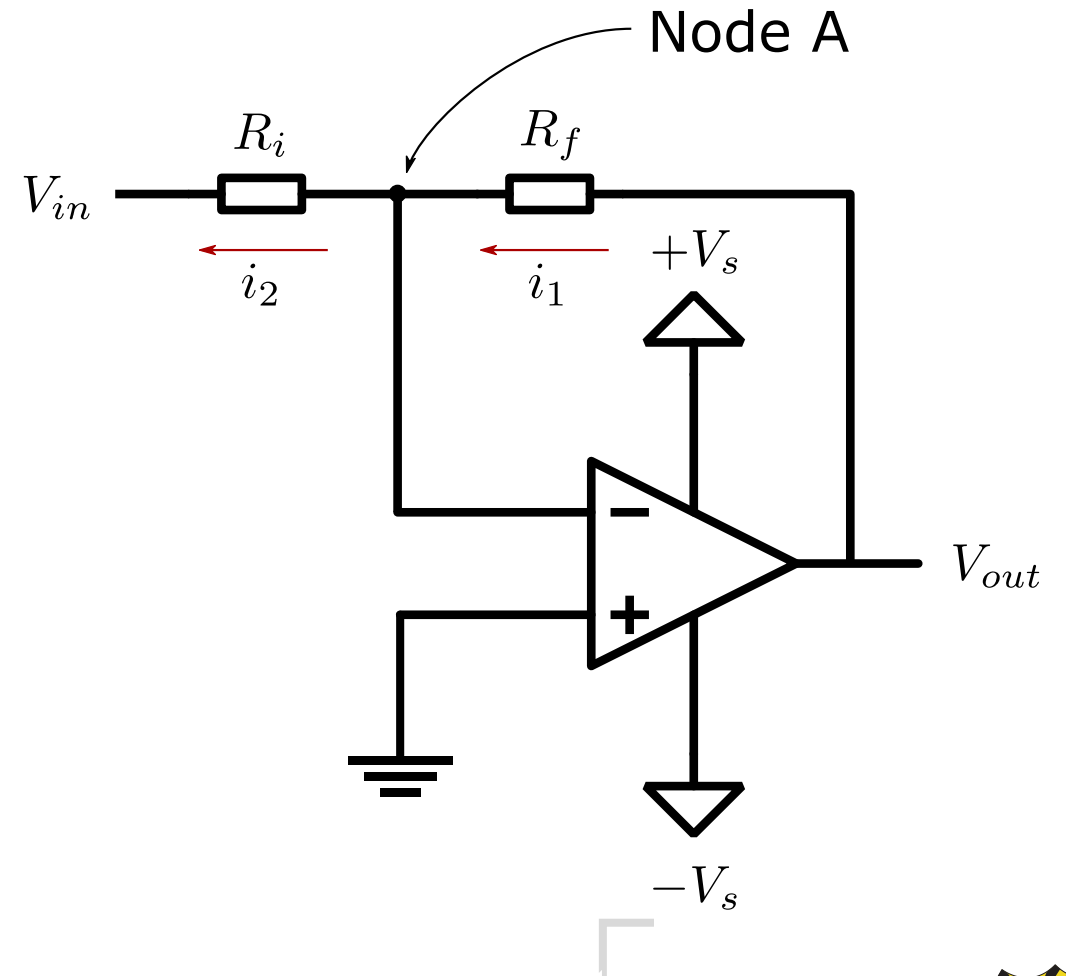 Node A
R_i
R_f
V_in
+V_s
i_2
i_1
−
V_out
+
−V_s